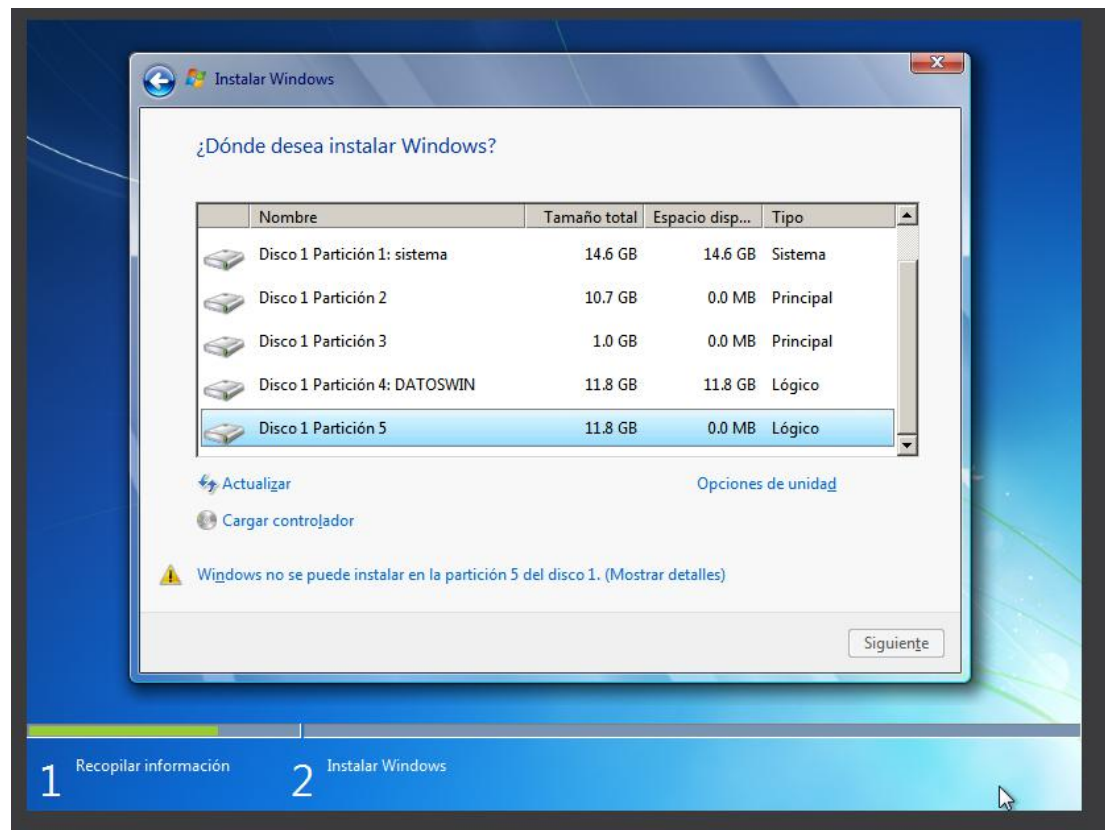 Instalar Windows
¿Dónde desea instalar Windows?
Nombre Tamaño total Espacio disp... Tipo
Disco 1 Partición 1: sistema 14.6 GB 14.6 GB Sistema
Disco 1 Partición 2 10.7 GB 0.0 MB Principal
Disco 1 Partición 3 1.0 GB 0.0 MB Principal
Disco 1 Partición 4: DATOSWIN 11.8 GB 11.8 GB Lógico
Disco 1 Partición 5 11.8 GB 0.0 MB Lógico
Actualizar Opciones de unidad
Cargar controlador
Windows no se puede instalar en la partición 5 del disco 1. (Mostrar detalles)
Siguiente
1 Recopilar información 2 Instalar Windows